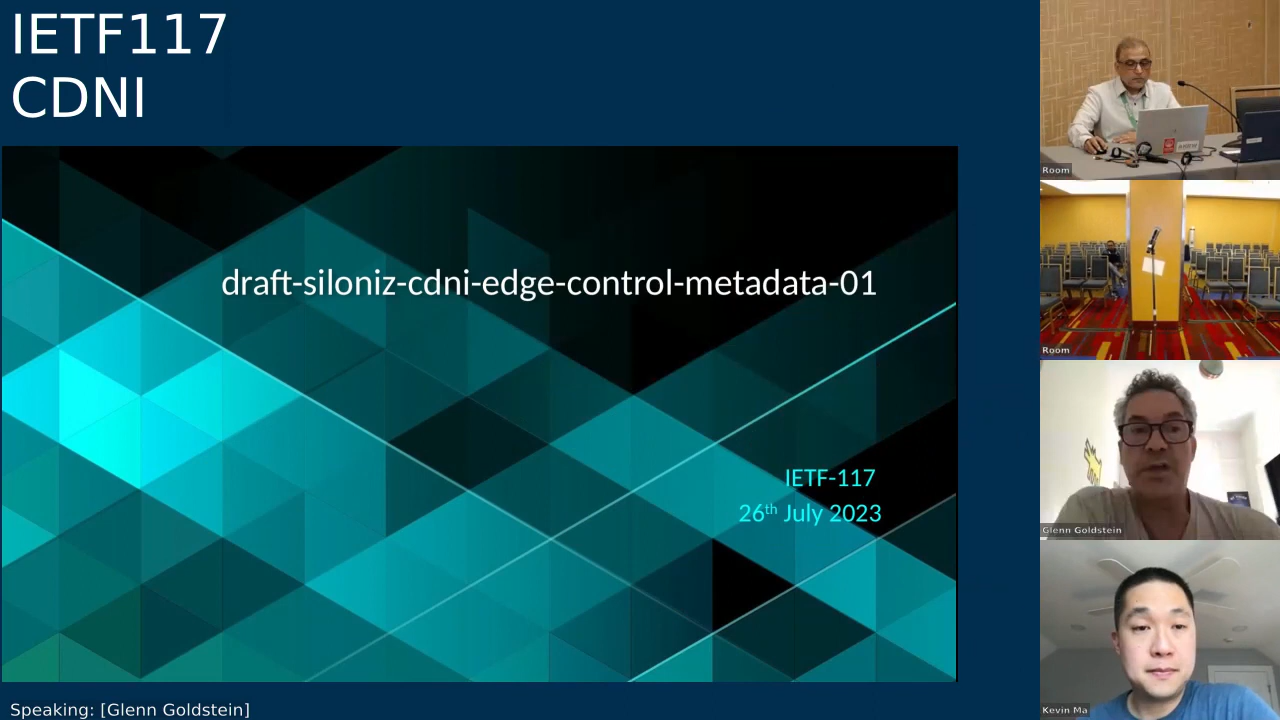 IETF117
CDNI
draft-siloniz-cdni-edge-control-metadata-01
IETF-117
26th July 2023
Speaking: [Glenn Goldstein]
Room
Room
Glenn Goldstein
Kevin Ma